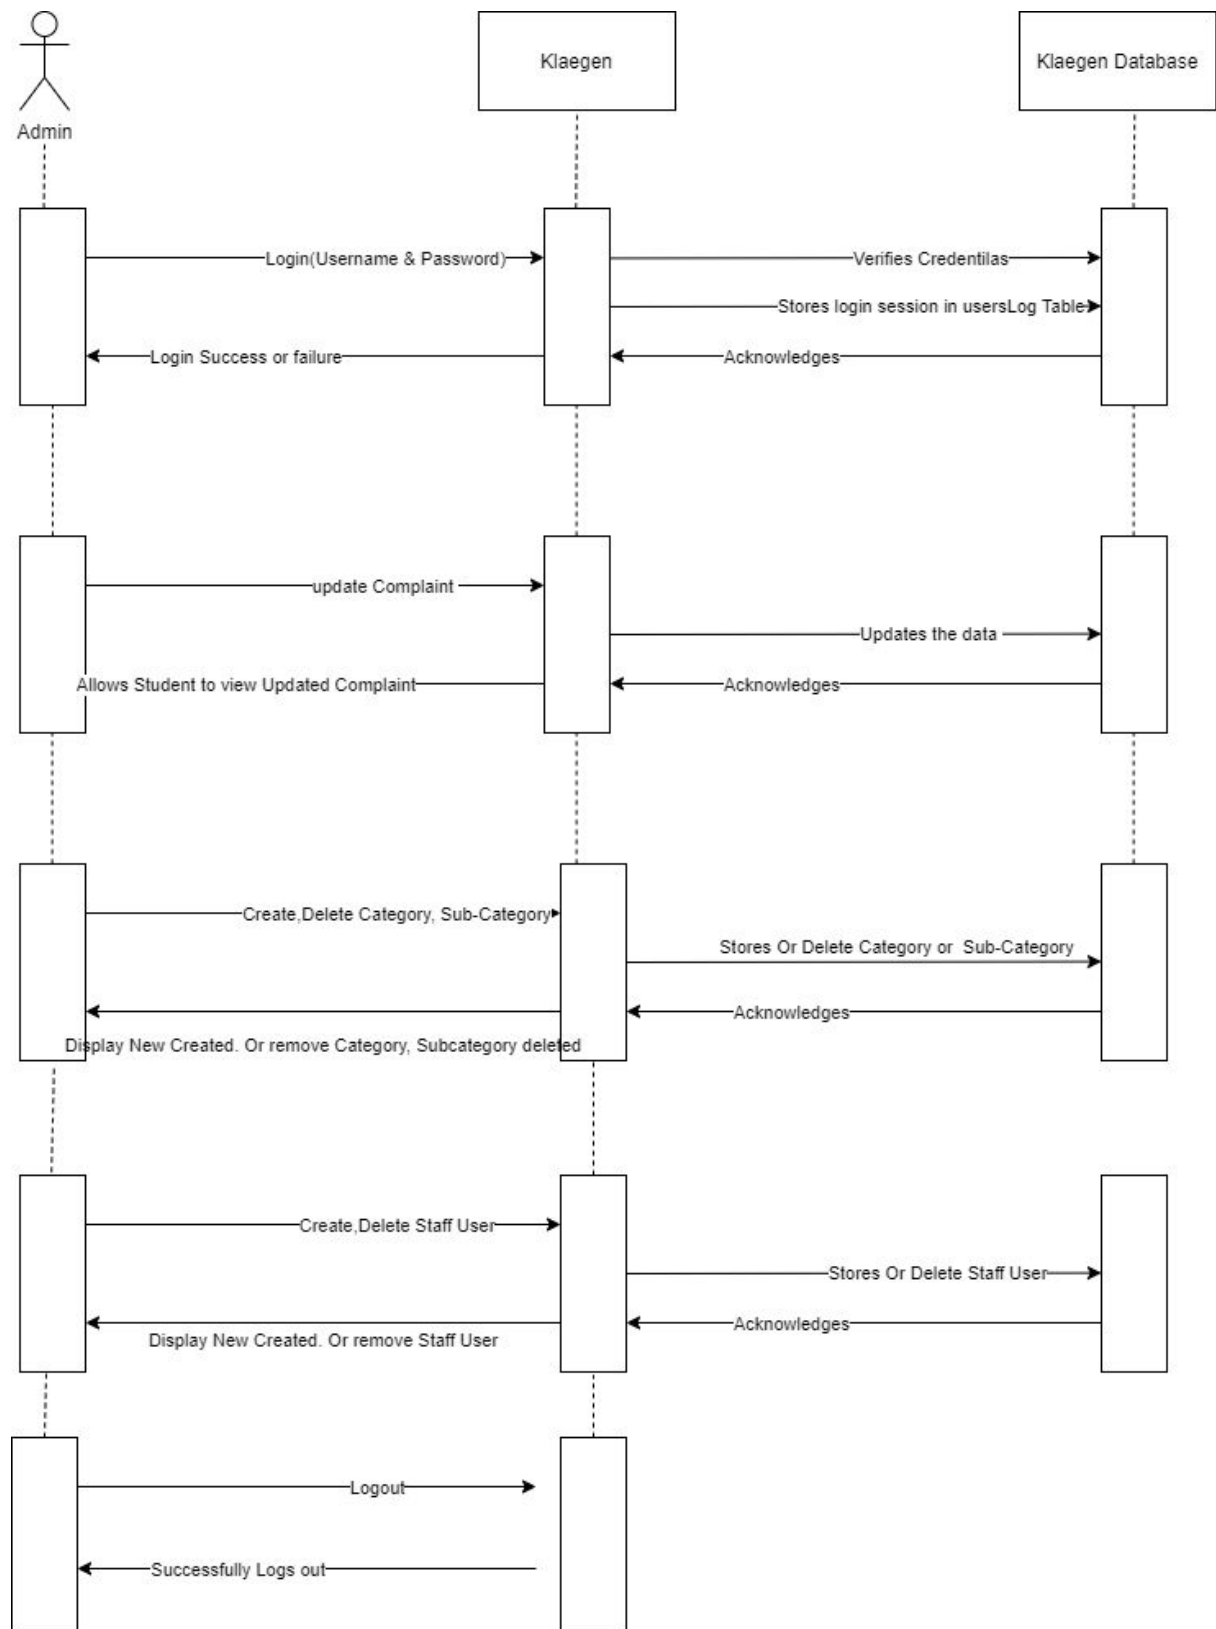 Klaegen
Klaegen Database
Admin
Login(Username & Password)
Verifies Credentilas
Stores login session in usersLog Table
Login Success or failure
Acknowledges
update Complaint
Updates the data
Allows Student to view Updated Complaint
Acknowledges
Create,Delete Category, Sub-Category
Stores Or Delete Category or Sub-Category
Acknowledges
Display New Created. Or remove Category, Subcategory deleted
Create,Delete Staff User
Stores Or Delete Staff User
Acknowledges
Display New Created. Or remove Staff User
Logout
Successfully Logs out